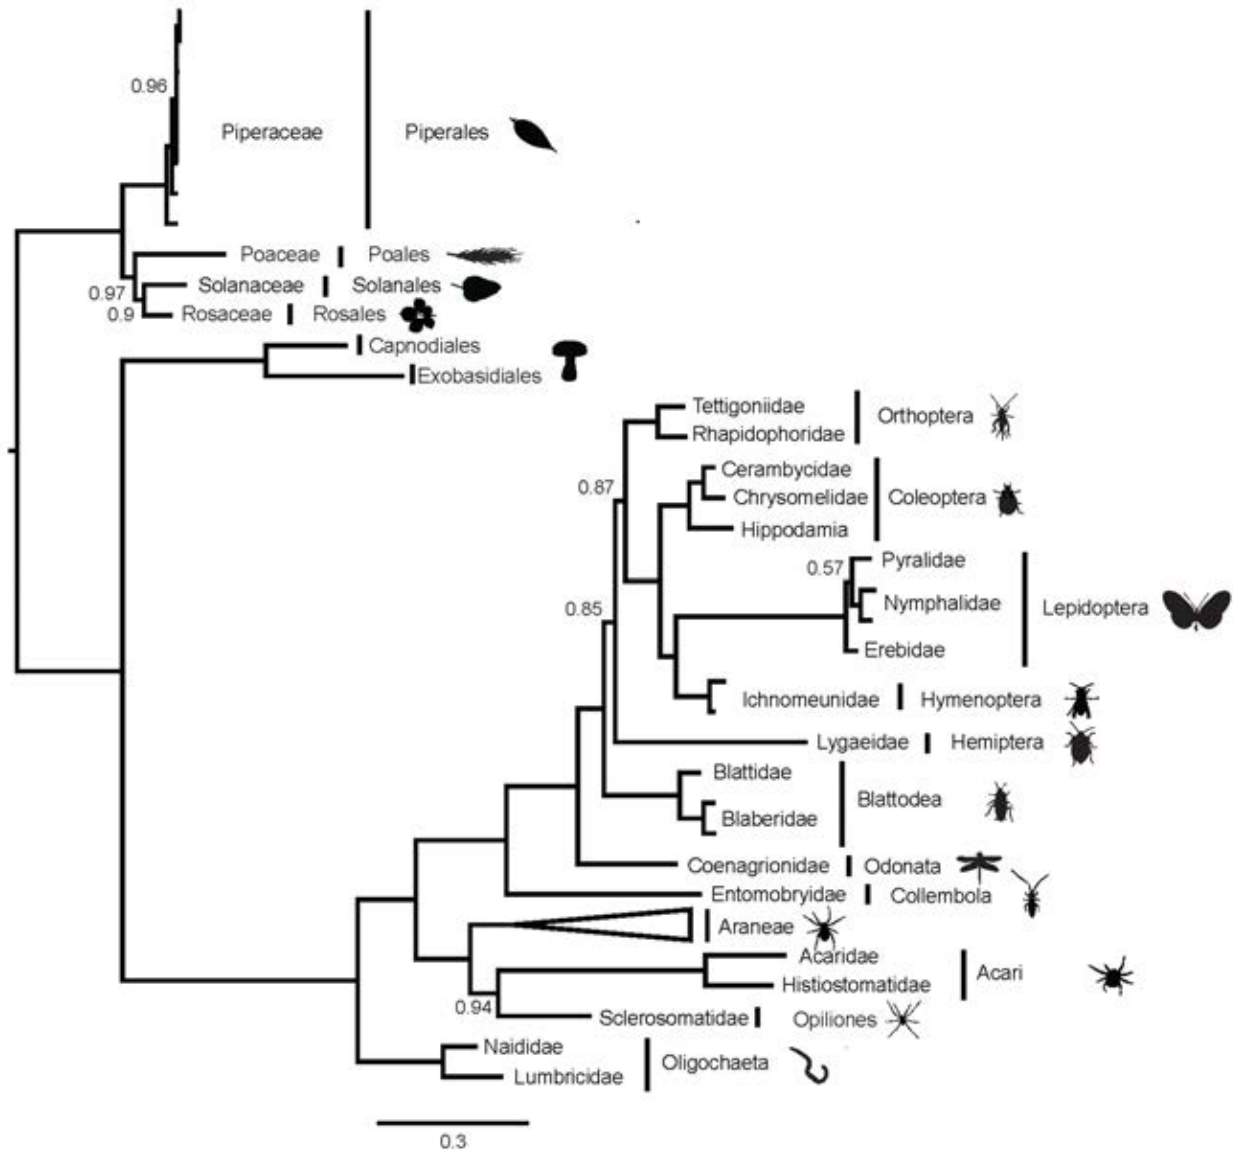 0.96
Piperaceae Piperales
Poaceae Poales
Solanaceae Solanales
0.97
0.9 Rosaceae Rosales
Capnodiales
Exobasidiales
Tettigoniidae
Orthoptera
Rhapidophoridae
Cerambycidae
0.87
Chrysomelidae Coleoptera
Hippodamia
Pyralidae
0.57
Nymphalidae
0.85 Lepidoptera
Erebidae
Ichnomeunidae Hymenoptera
Lygaeidae Hemiptera
Blattidae
Blattodea
Blaberidae
Coenagrionidae Odonata
Entomobryidae Collembola
Araneae
Acaridae
Acari
Histiostomatidae
0.94
Sclerosomatidae Opiliones
Naididae
Oligochaeta
Lumbricidae
0.3